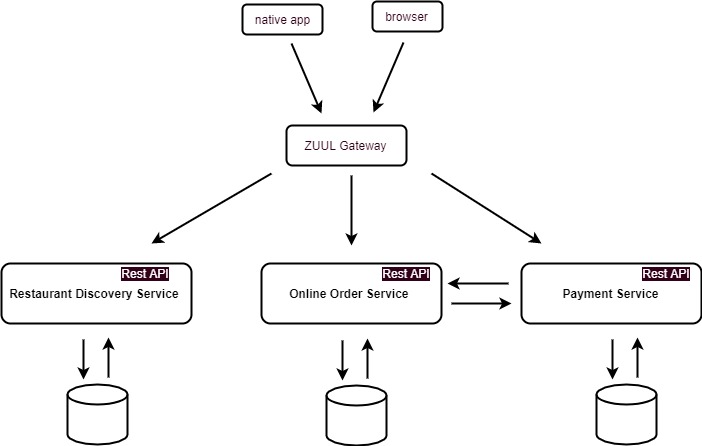 native app
browser
ZUUL Gateway
Rest API
Restaurant Discovery Service
Rest API
Online Order Service
Rest API
Payment Service